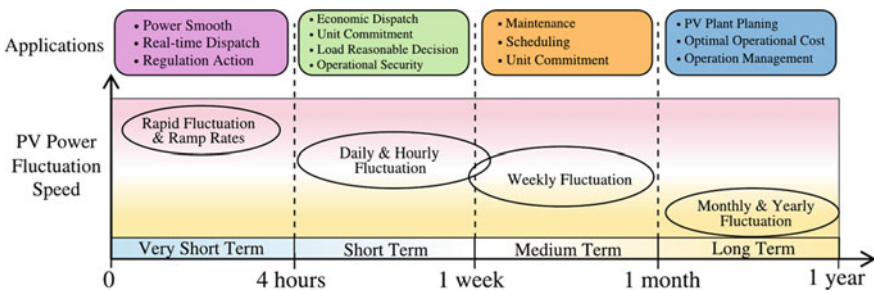 Applications
• Power Smooth
• Real-time Dispatch
• Regulation Action
• Economic Dispatch
• Unit Commitment
• Load Reasonable Decision
• Operational Security
• Maintenance
• Scheduling
• Unit Commitment
• PV Plant Planing
• Optimal Operational Cost
• Operation Management
PV Power
Fluctuation
Speed
Rapid Fluctuation
& Ramp Rates
Daily & Hourly
Fluctuation
Weekly Fluctuation
Monthly & Yearly
Fluctuation
Very Short Term
Short Term
Medium Term
Long Term
0
4 hours
1 week
1 month
1 year